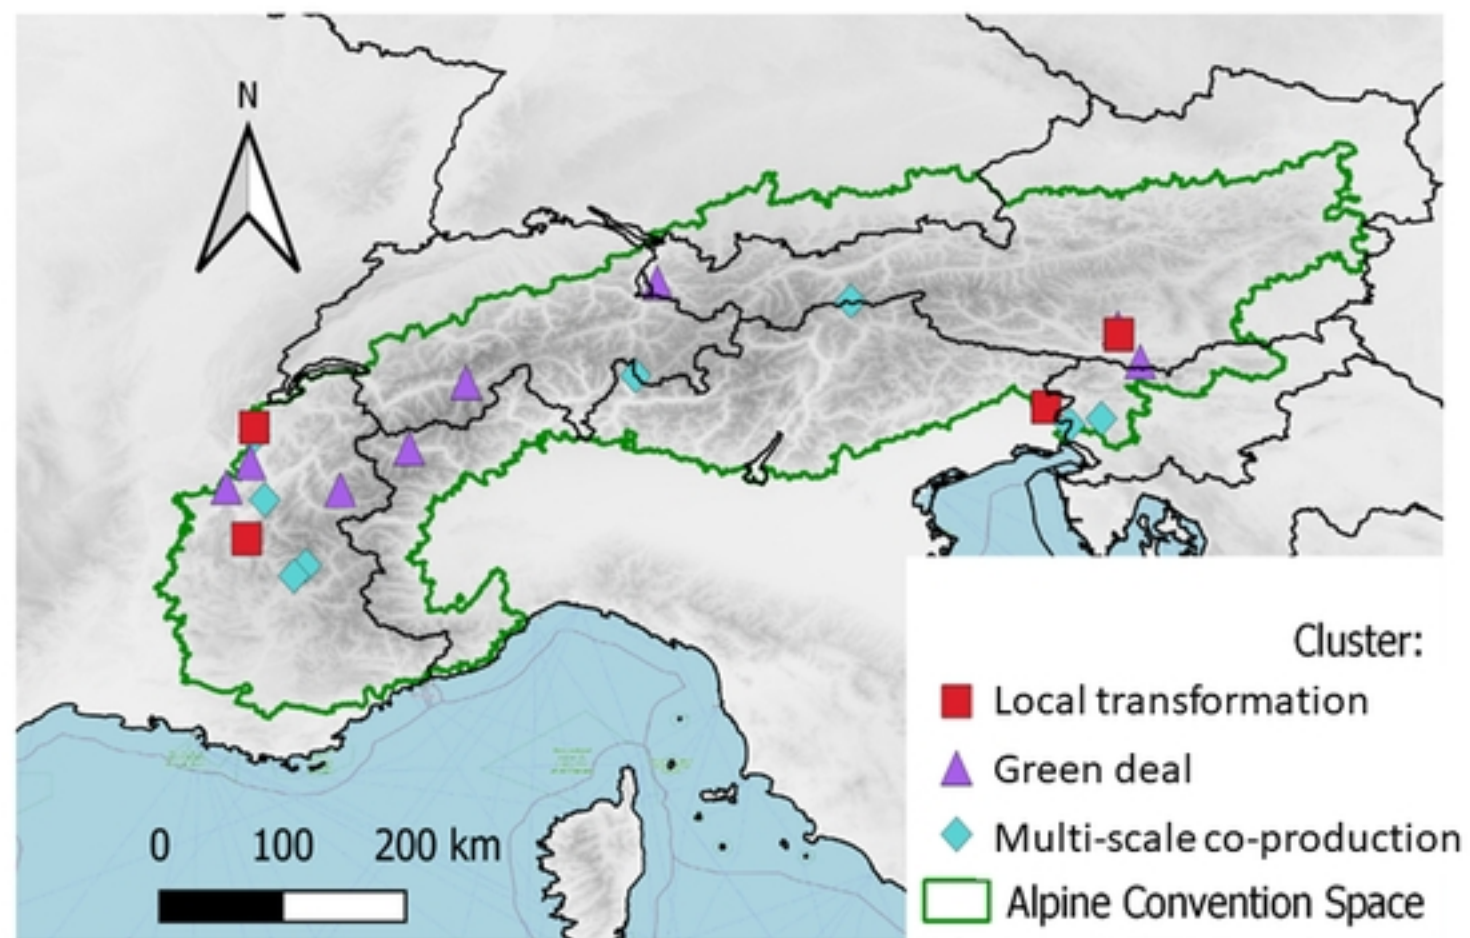 N
0 100 200 km
Cluster:
Local transformation
Green deal
Multi-scale co-production
Alpine Convention Space